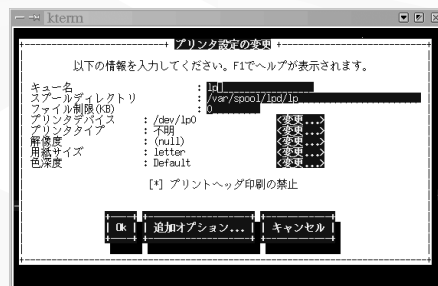 kterm
プリンタ設定の変更
以下の情報を入力してください。F1でヘルプが表示されます。
キュー名 : lp
スプールディレクトリ : /var/spool/lpd/lp
ファイル制限(KB) : 0
プリンタデバイス : /dev/lp0 <変更...>
プリンタタイプ : 不明 <変更...>
解像度 : (null) <変更...>
用紙サイズ : letter <変更...>
色深度 : Default <変更...>
[*] プリントヘッダ印刷の禁止
Ok 追加オプション... キャンセル